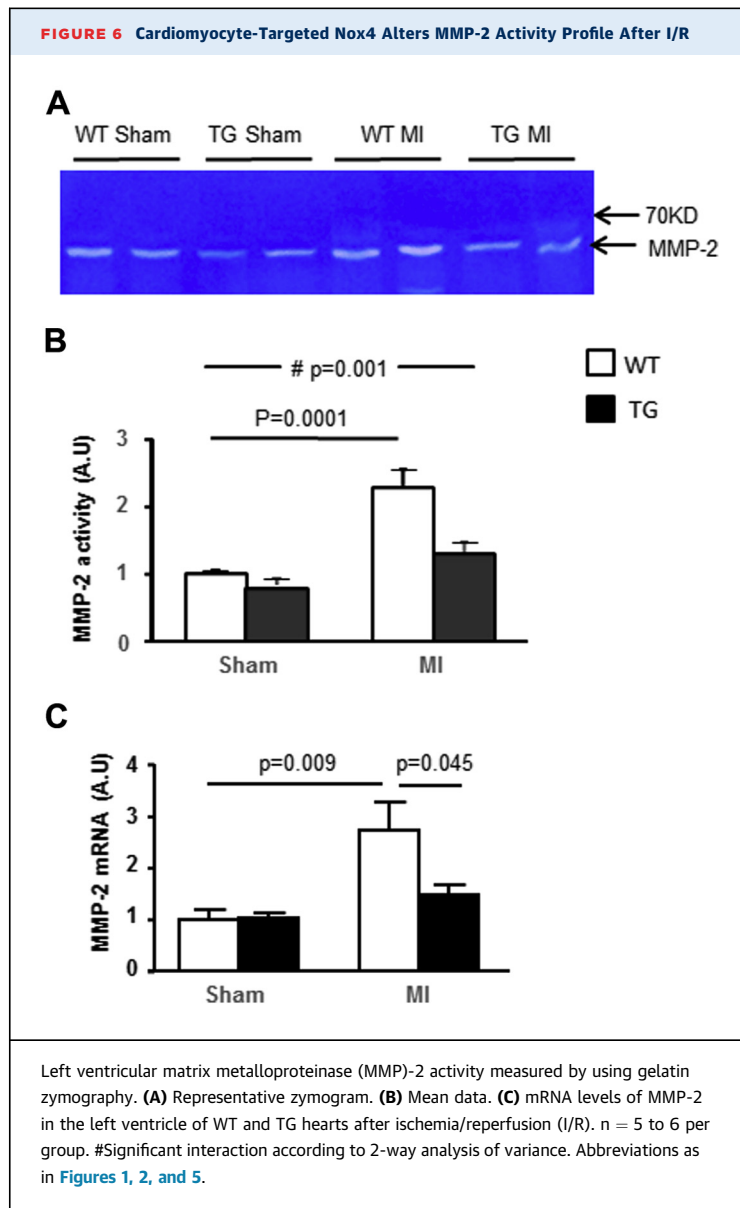 FIGURE 6 Cardiomyocyte-Targeted Nox4 Alters MMP-2 Activity Profile After I/R
A
WT Sham TG Sham WT MI TG MI
70KD
MMP-2
B
# p=0.001
WT
TG
P=0.0001
MMP-2 activity (A.U)
3
2
1
0
Sham MI
C
p=0.009 p=0.045
MMP-2 mRNA (A.U)
4
3
2
1
0
Sham MI
Left ventricular matrix metalloproteinase (MMP)-2 activity measured by using gelatin
zymography. (A) Representative zymogram. (B) Mean data. (C) mRNA levels of MMP-2
in the left ventricle of WT and TG hearts after ischemia/reperfusion (I/R). n = 5 to 6 per
group. #Significant interaction according to 2-way analysis of variance. Abbreviations as
in Figures 1, 2, and 5.